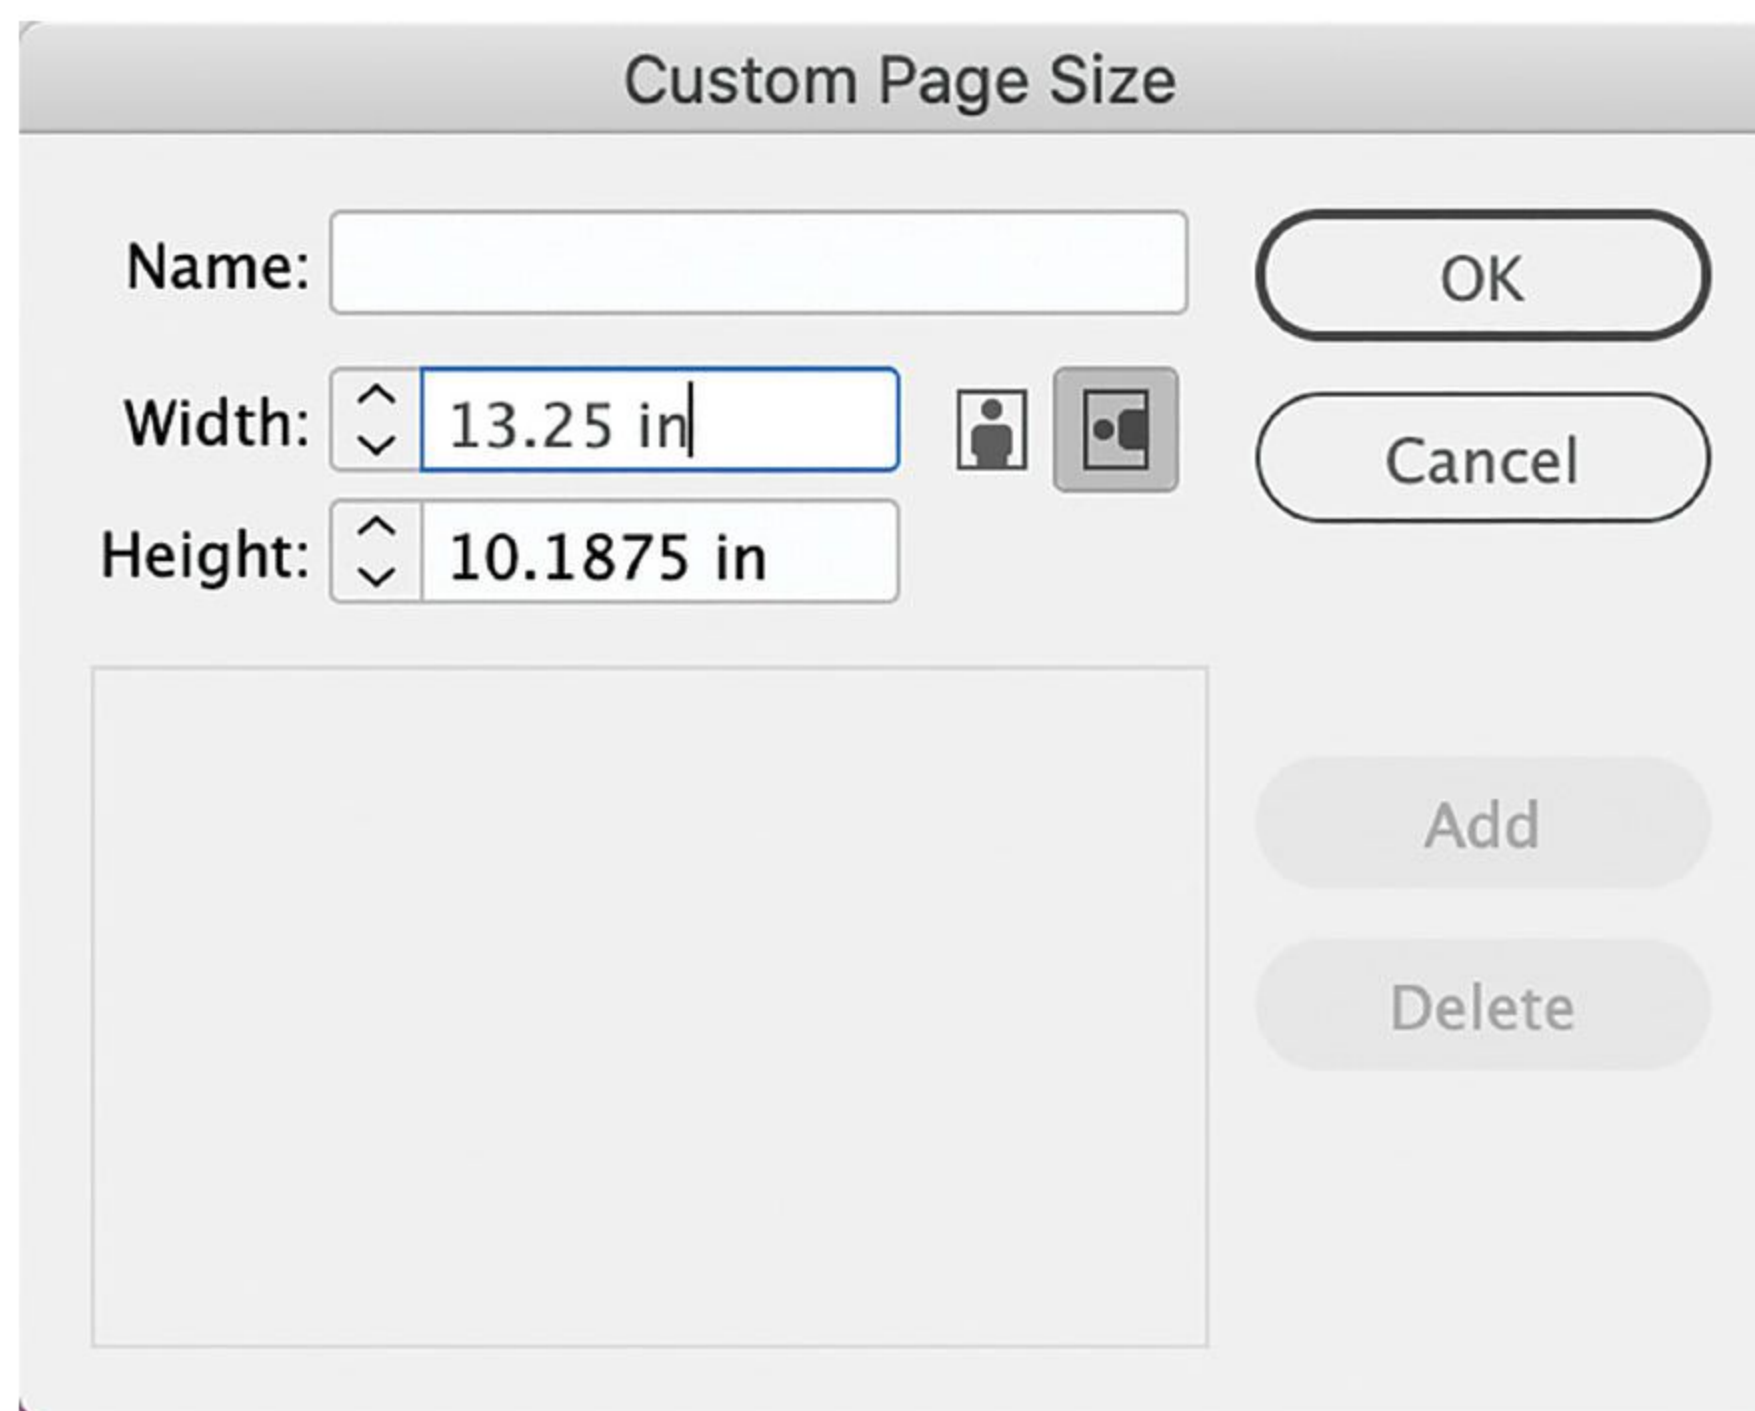 Custom Page Size
Name:
OK
Width: 13.25 in
Cancel
Height: 10.1875 in
Add
Delete